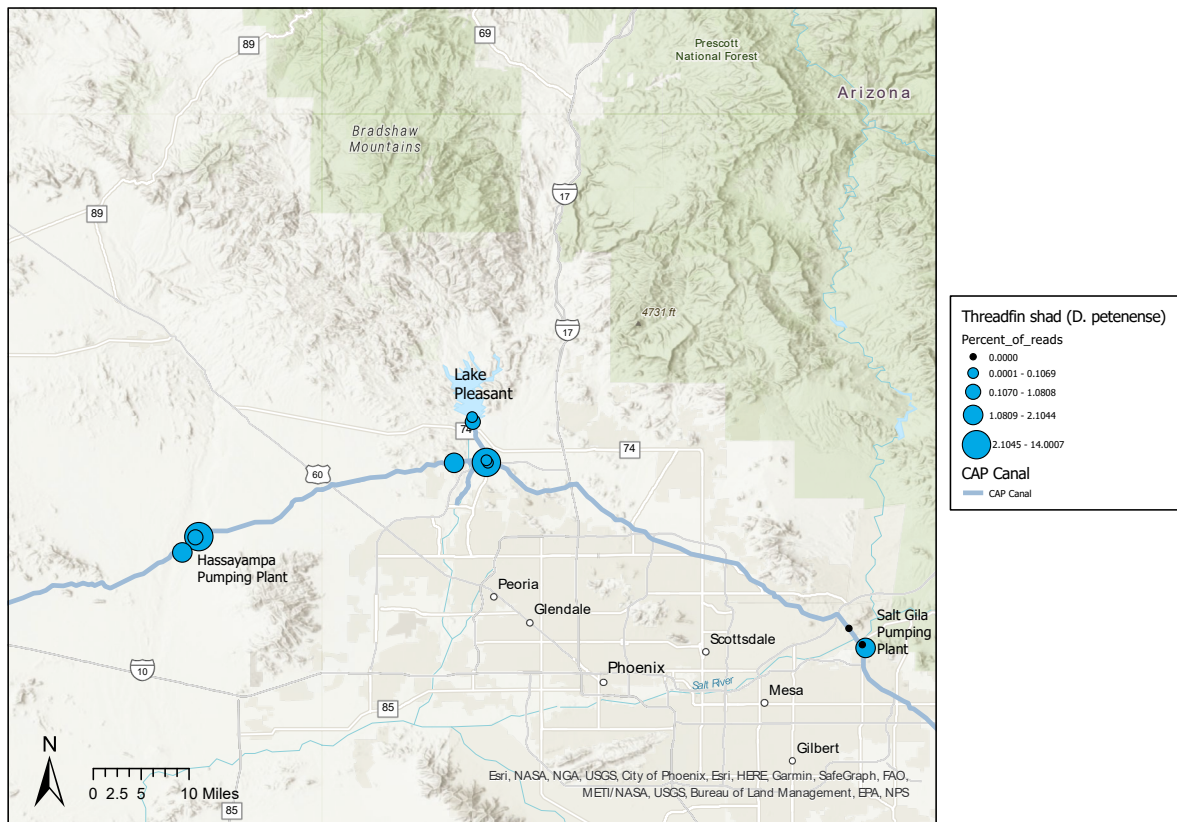 89
69
Prescott
National Forest
Arizona
Bradshaw
Mountains
17
89
4731 ft
17
Lake
Pleasant
74
74
60
Hassayampa
Pumping Plant
Peoria
Glendale
Salt Gila
Pumping
Plant
Scottsdale
10
Phoenix
Salt River
Mesa
85
N
Gilbert
0 2.5 5 10 Miles
85
Esri, NASA, NGA, USGS, City of Phoenix, Esri, HERE, Garmin, SafeGraph, FAO,
METI/NASA, USGS, Bureau of Land Management, EPA, NPS
Threadfin shad (D. petenense)
Percent_of_reads
0.0000
0.0001 - 0.1069
0.1070 - 1.0808
1.0809 - 2.1044
2.1045 - 14.0007
CAP Canal
CAP Canal